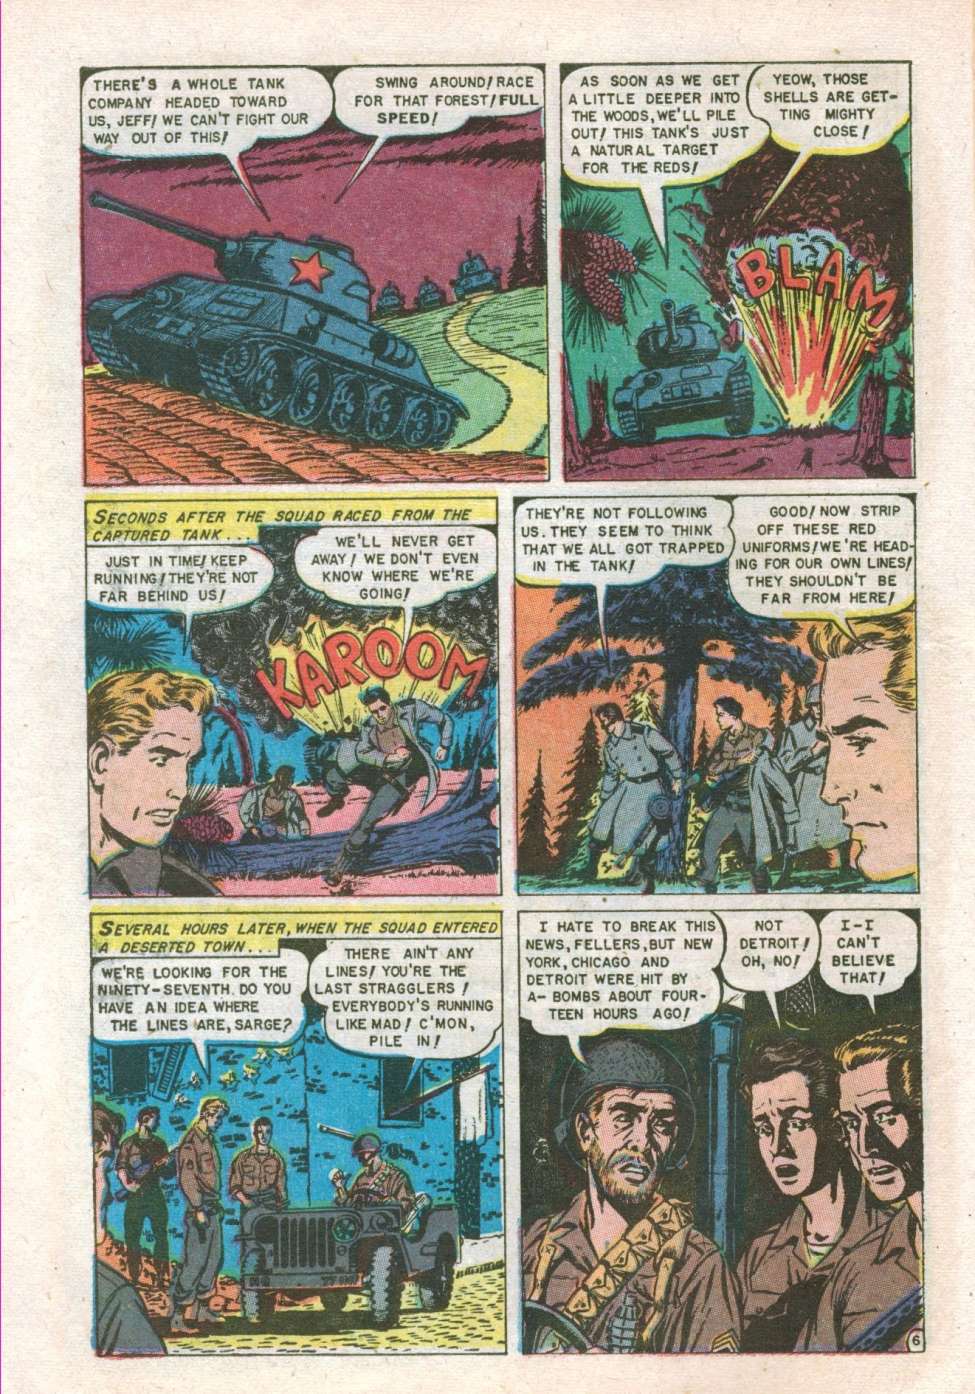 THERE'S A WHOLE TANK
COMPANY HEADED TOWARD
US, JEFF! WE CAN'T FIGHT OUR
WAY OUT OF THIS!
SWING AROUND! RACE
FOR THAT FOREST! FULL
SPEED!
AS SOON AS WE GET
A LITTLE DEEPER INTO
THE WOODS, WE'LL PILE
OUT! THIS TANK'S JUST
A NATURAL TARGET
FOR THE REDS!
YEOW, THOSE
SHELLS ARE GET-
TING MIGHTY
CLOSE!
BLAM!
SECONDS AFTER THE SQUAD RACED FROM THE
CAPTURED TANK...
JUST IN TIME! KEEP
RUNNING! THEY'RE NOT
FAR BEHIND US!
WE'LL NEVER GET
AWAY! WE DON'T EVEN
KNOW WHERE WE'RE
GOING!
KAROOM
THEY'RE NOT FOLLOWING
US. THEY SEEM TO THINK
THAT WE ALL GOT TRAPPED
IN THE TANK!
GOOD! NOW STRIP
OFF THESE RED
UNIFORMS! WE'RE HEAD-
ING FOR OUR OWN LINES!
THEY SHOULDN'T BE
FAR FROM HERE!
SEVERAL HOURS LATER, WHEN THE SQUAD ENTERED
A DESERTED TOWN...
WE'RE LOOKING FOR THE
NINETY-SEVENTH. DO YOU
HAVE AN IDEA WHERE
THE LINES ARE, SARGE?
THERE AIN'T ANY
LINES! YOU'RE THE
LAST STRAGGLERS!
EVERYBODY'S RUNNING
LIKE MAD! C'MON,
PILE IN!
I HATE TO BREAK THIS
NEWS, FELLERS, BUT NEW
YORK, CHICAGO AND
DETROIT WERE HIT BY
A-BOMBS ABOUT FOUR-
TEEN HOURS AGO!
NOT
DETROIT!
OH, NO!
I-I
CAN'T
BELIEVE
THAT!
6